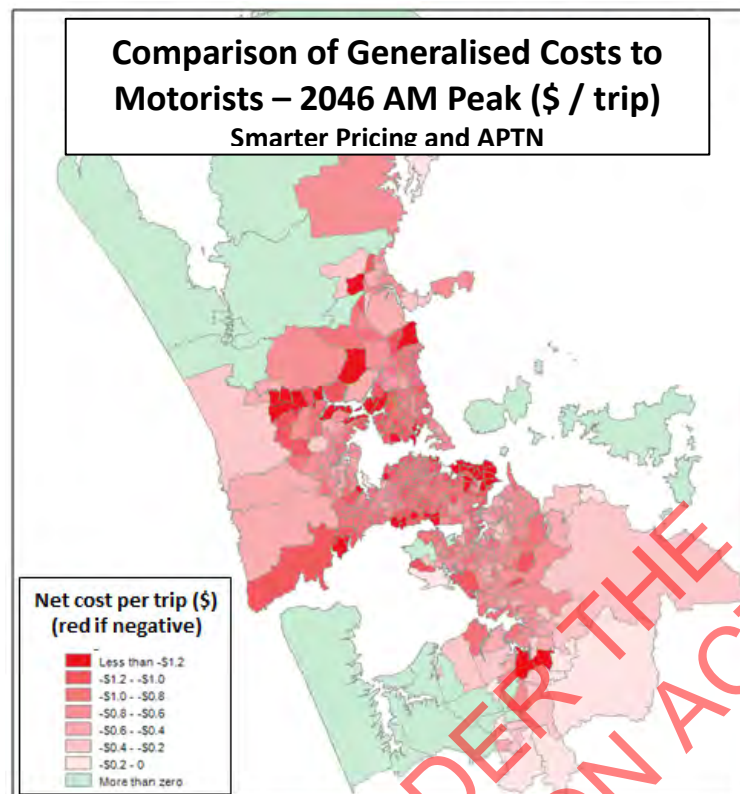 Comparison of Generalised Costs to
Motorists – 2046 AM Peak ($ / trip)
Smarter Pricing and APTN
Net cost per trip ($)
(red if negative)
Less than -$1.2
-$1.2 - -$1.0
-$1.0 - -$0.8
-$0.8 - -$0.6
-$0.6 - -$0.4
-$0.4 - -$0.2
-$0.2 - 0
More than zero
DER THE
ON AC